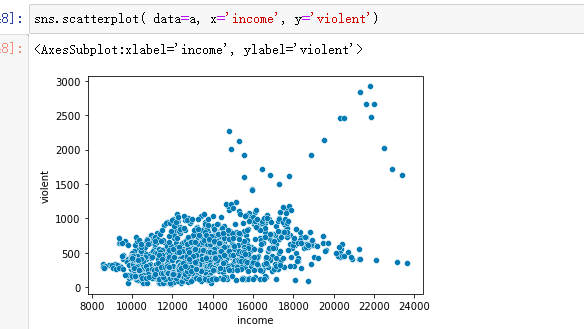 8]: sns.scatterplot( data=a, x='income', y='violent')
8]: <AxesSubplot:xlabel='income', ylabel='violent'>
3000
2500
2000
1500
1000
500
0
violent
8000 10000 12000 14000 16000 18000 20000 22000 24000
income